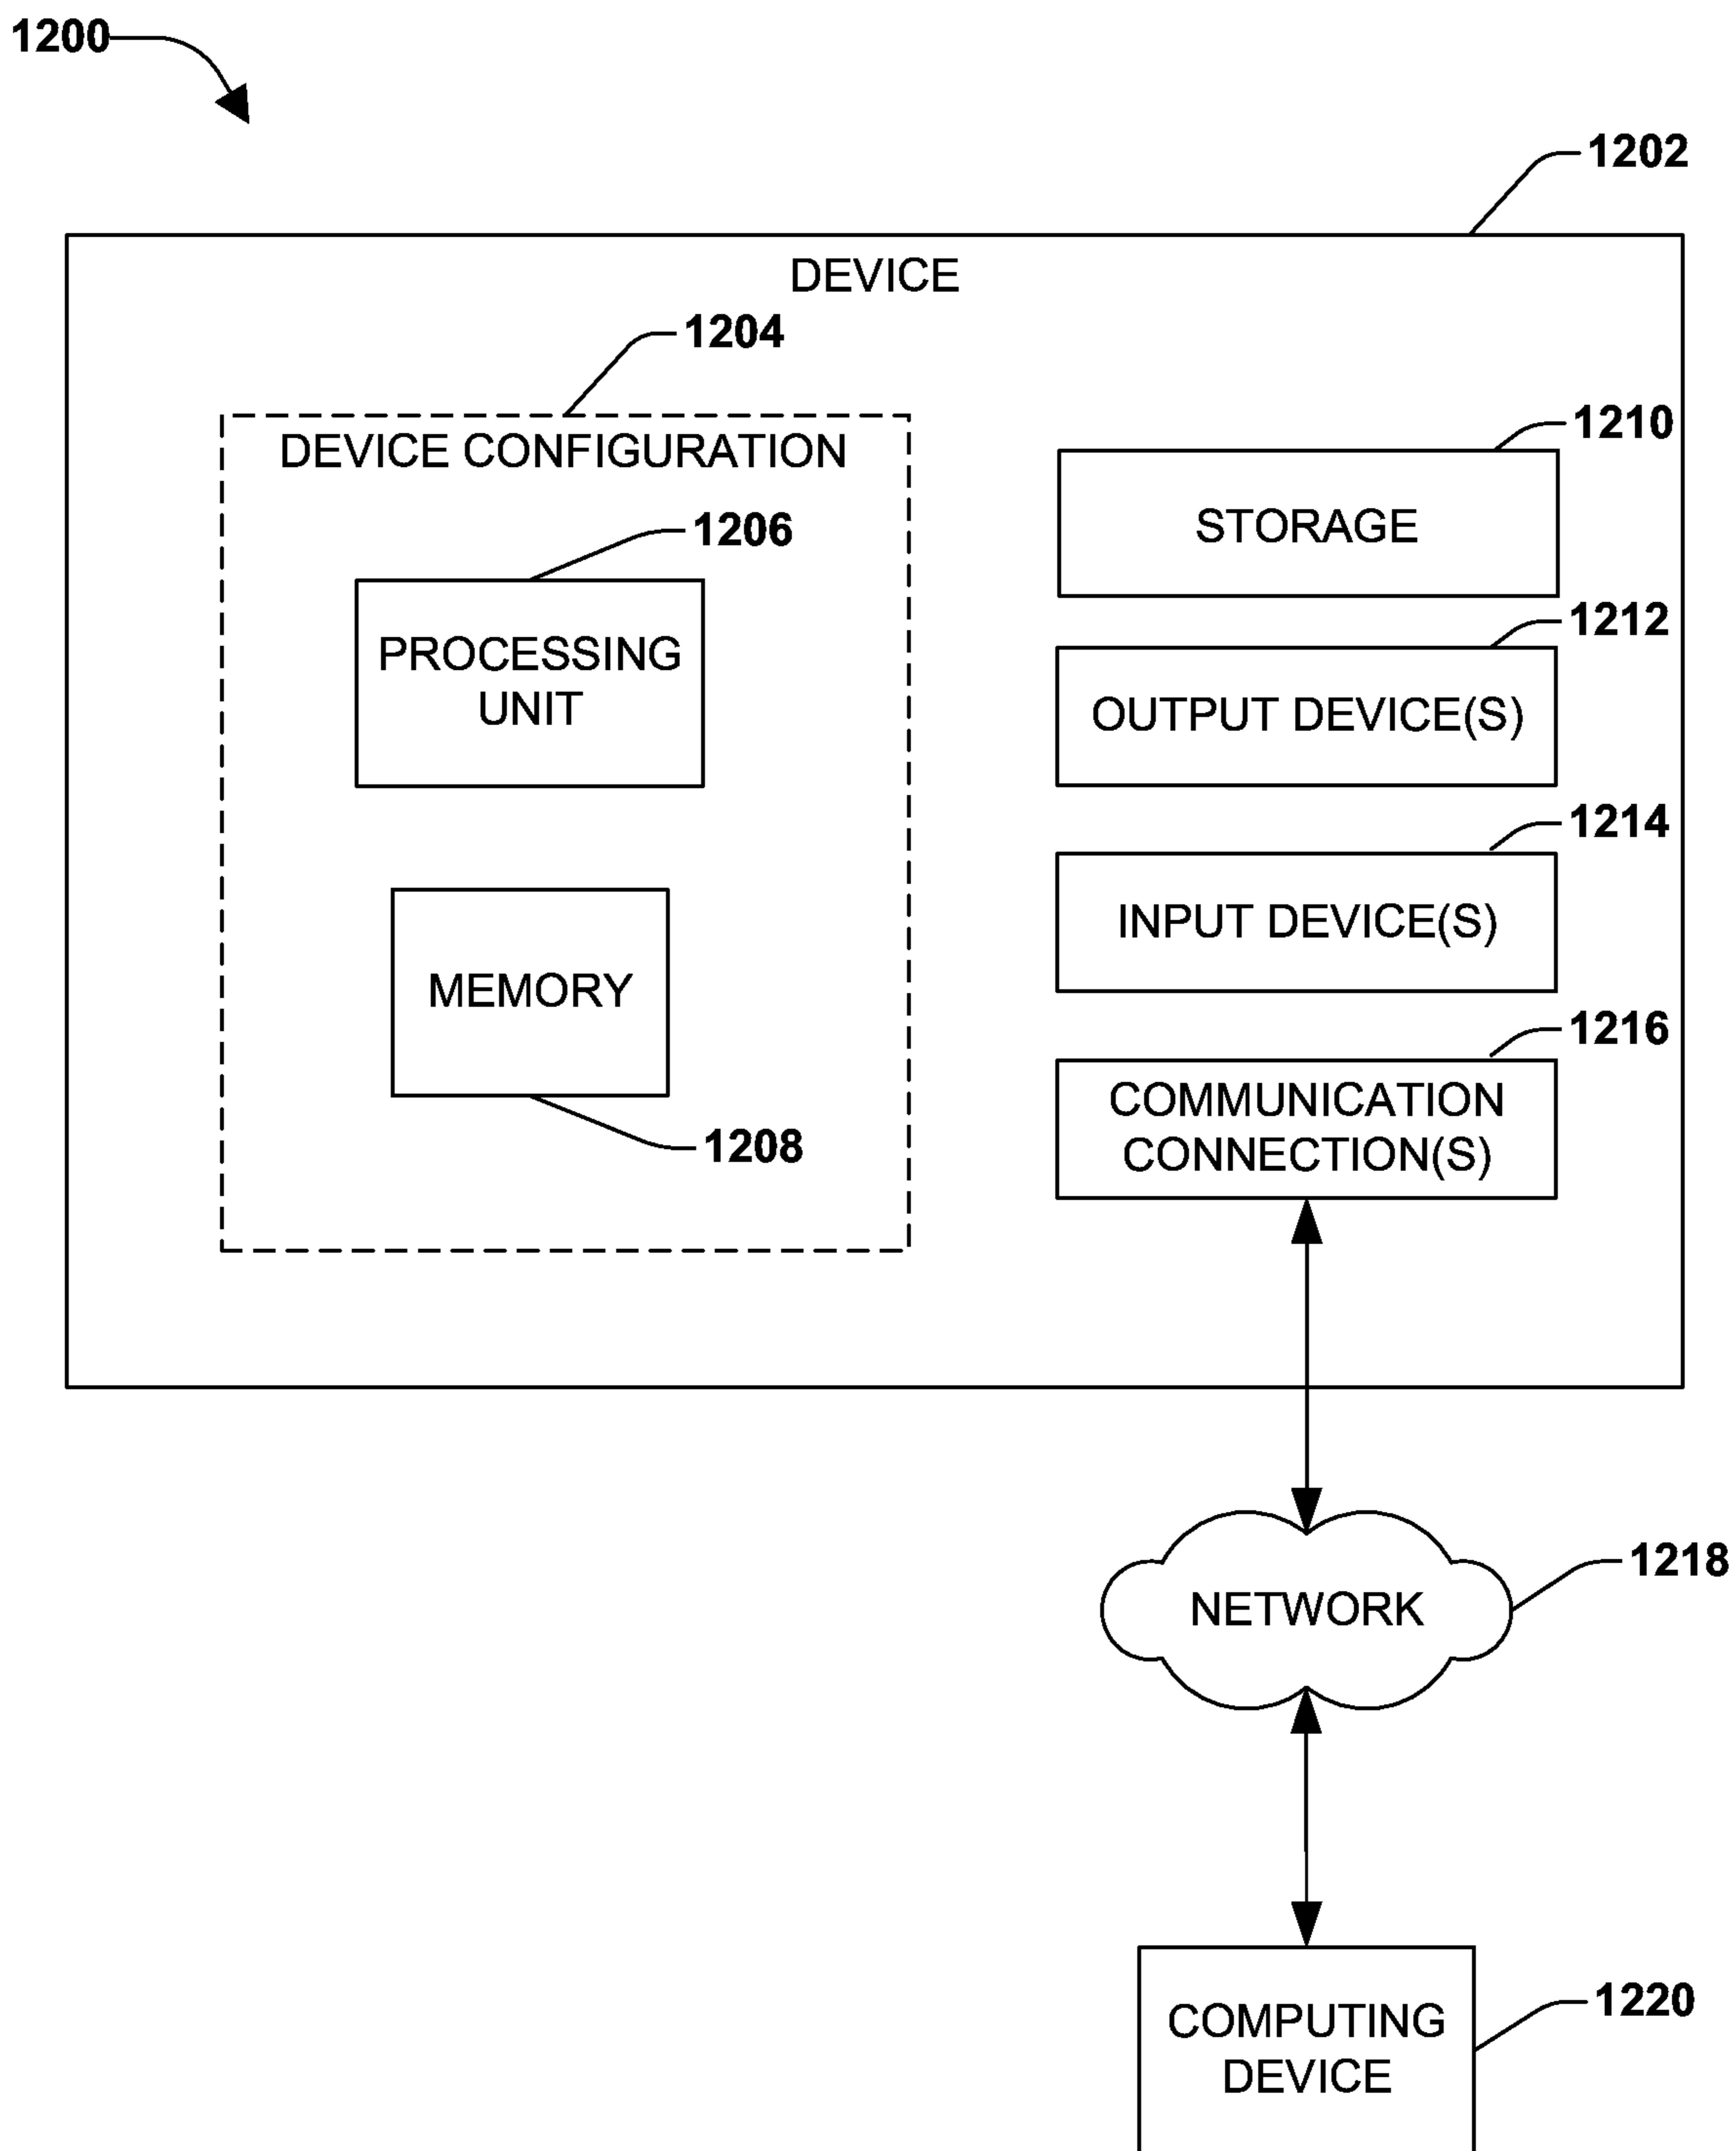 1200
1202
DEVICE
1204
DEVICE CONFIGURATION
1206
PROCESSING
UNIT
MEMORY
1208
1210
STORAGE
1212
OUTPUT DEVICE(S)
1214
INPUT DEVICE(S)
1216
COMMUNICATION
CONNECTION(S)
1218
NETWORK
1220
COMPUTING
DEVICE